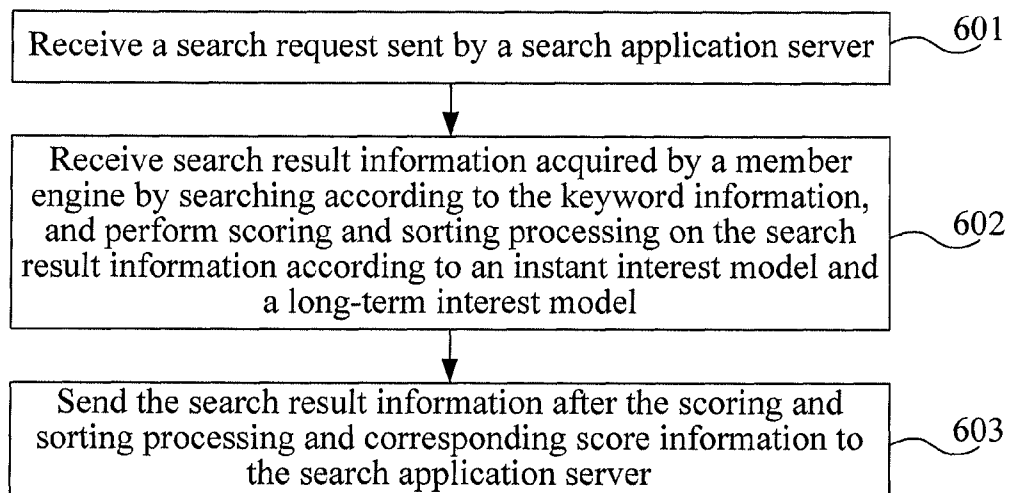 Receive a search request sent by a search application server
601
Receive search result information acquired by a member
engine by searching according to the keyword information,
and perform scoring and sorting processing on the search
result information according to an instant interest model and
a long-term interest model
602
Send the search result information after the scoring and
sorting processing and corresponding score information to
the search application server
603